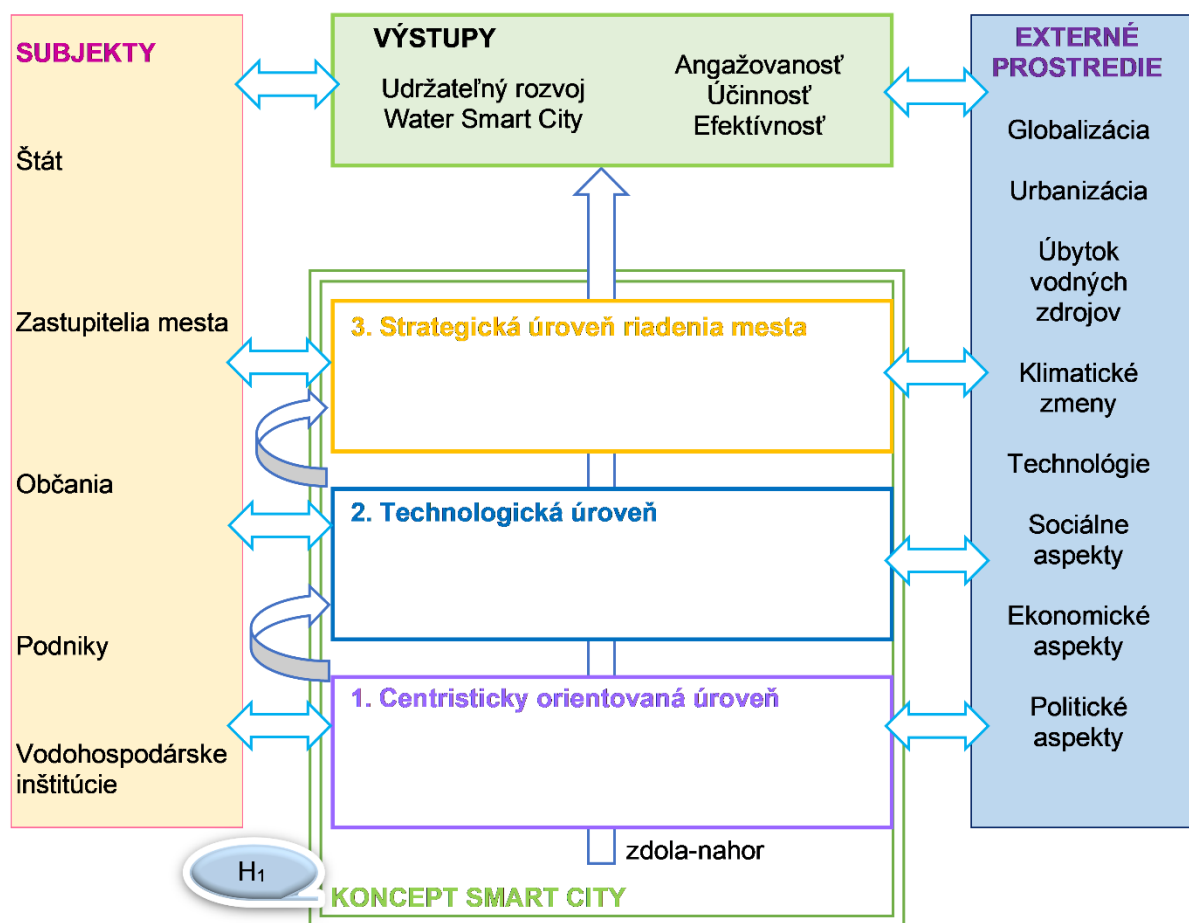 SUBJEKTY
Štát
Zastupitelia mesta
Občania
Podniky
Vodohospodárske
inštitúcie
VÝSTUPY
Udržateľný rozvoj
Water Smart City
Angažovanosť
Účinnosť
Efektívnosť
3. Strategická úroveň riadenia mesta
2. Technologická úroveň
1. Centristicky orientovaná úroveň
zdola-nahor
H1
KONCEPT SMART CITY
EXTERNÉ
PROSTREDIE
Globalizácia
Urbanizácia
Úbytok
vodných
zdrojov
Klimatické
zmeny
Technológie
Sociálne
aspekty
Ekonomické
aspekty
Politické
aspekty